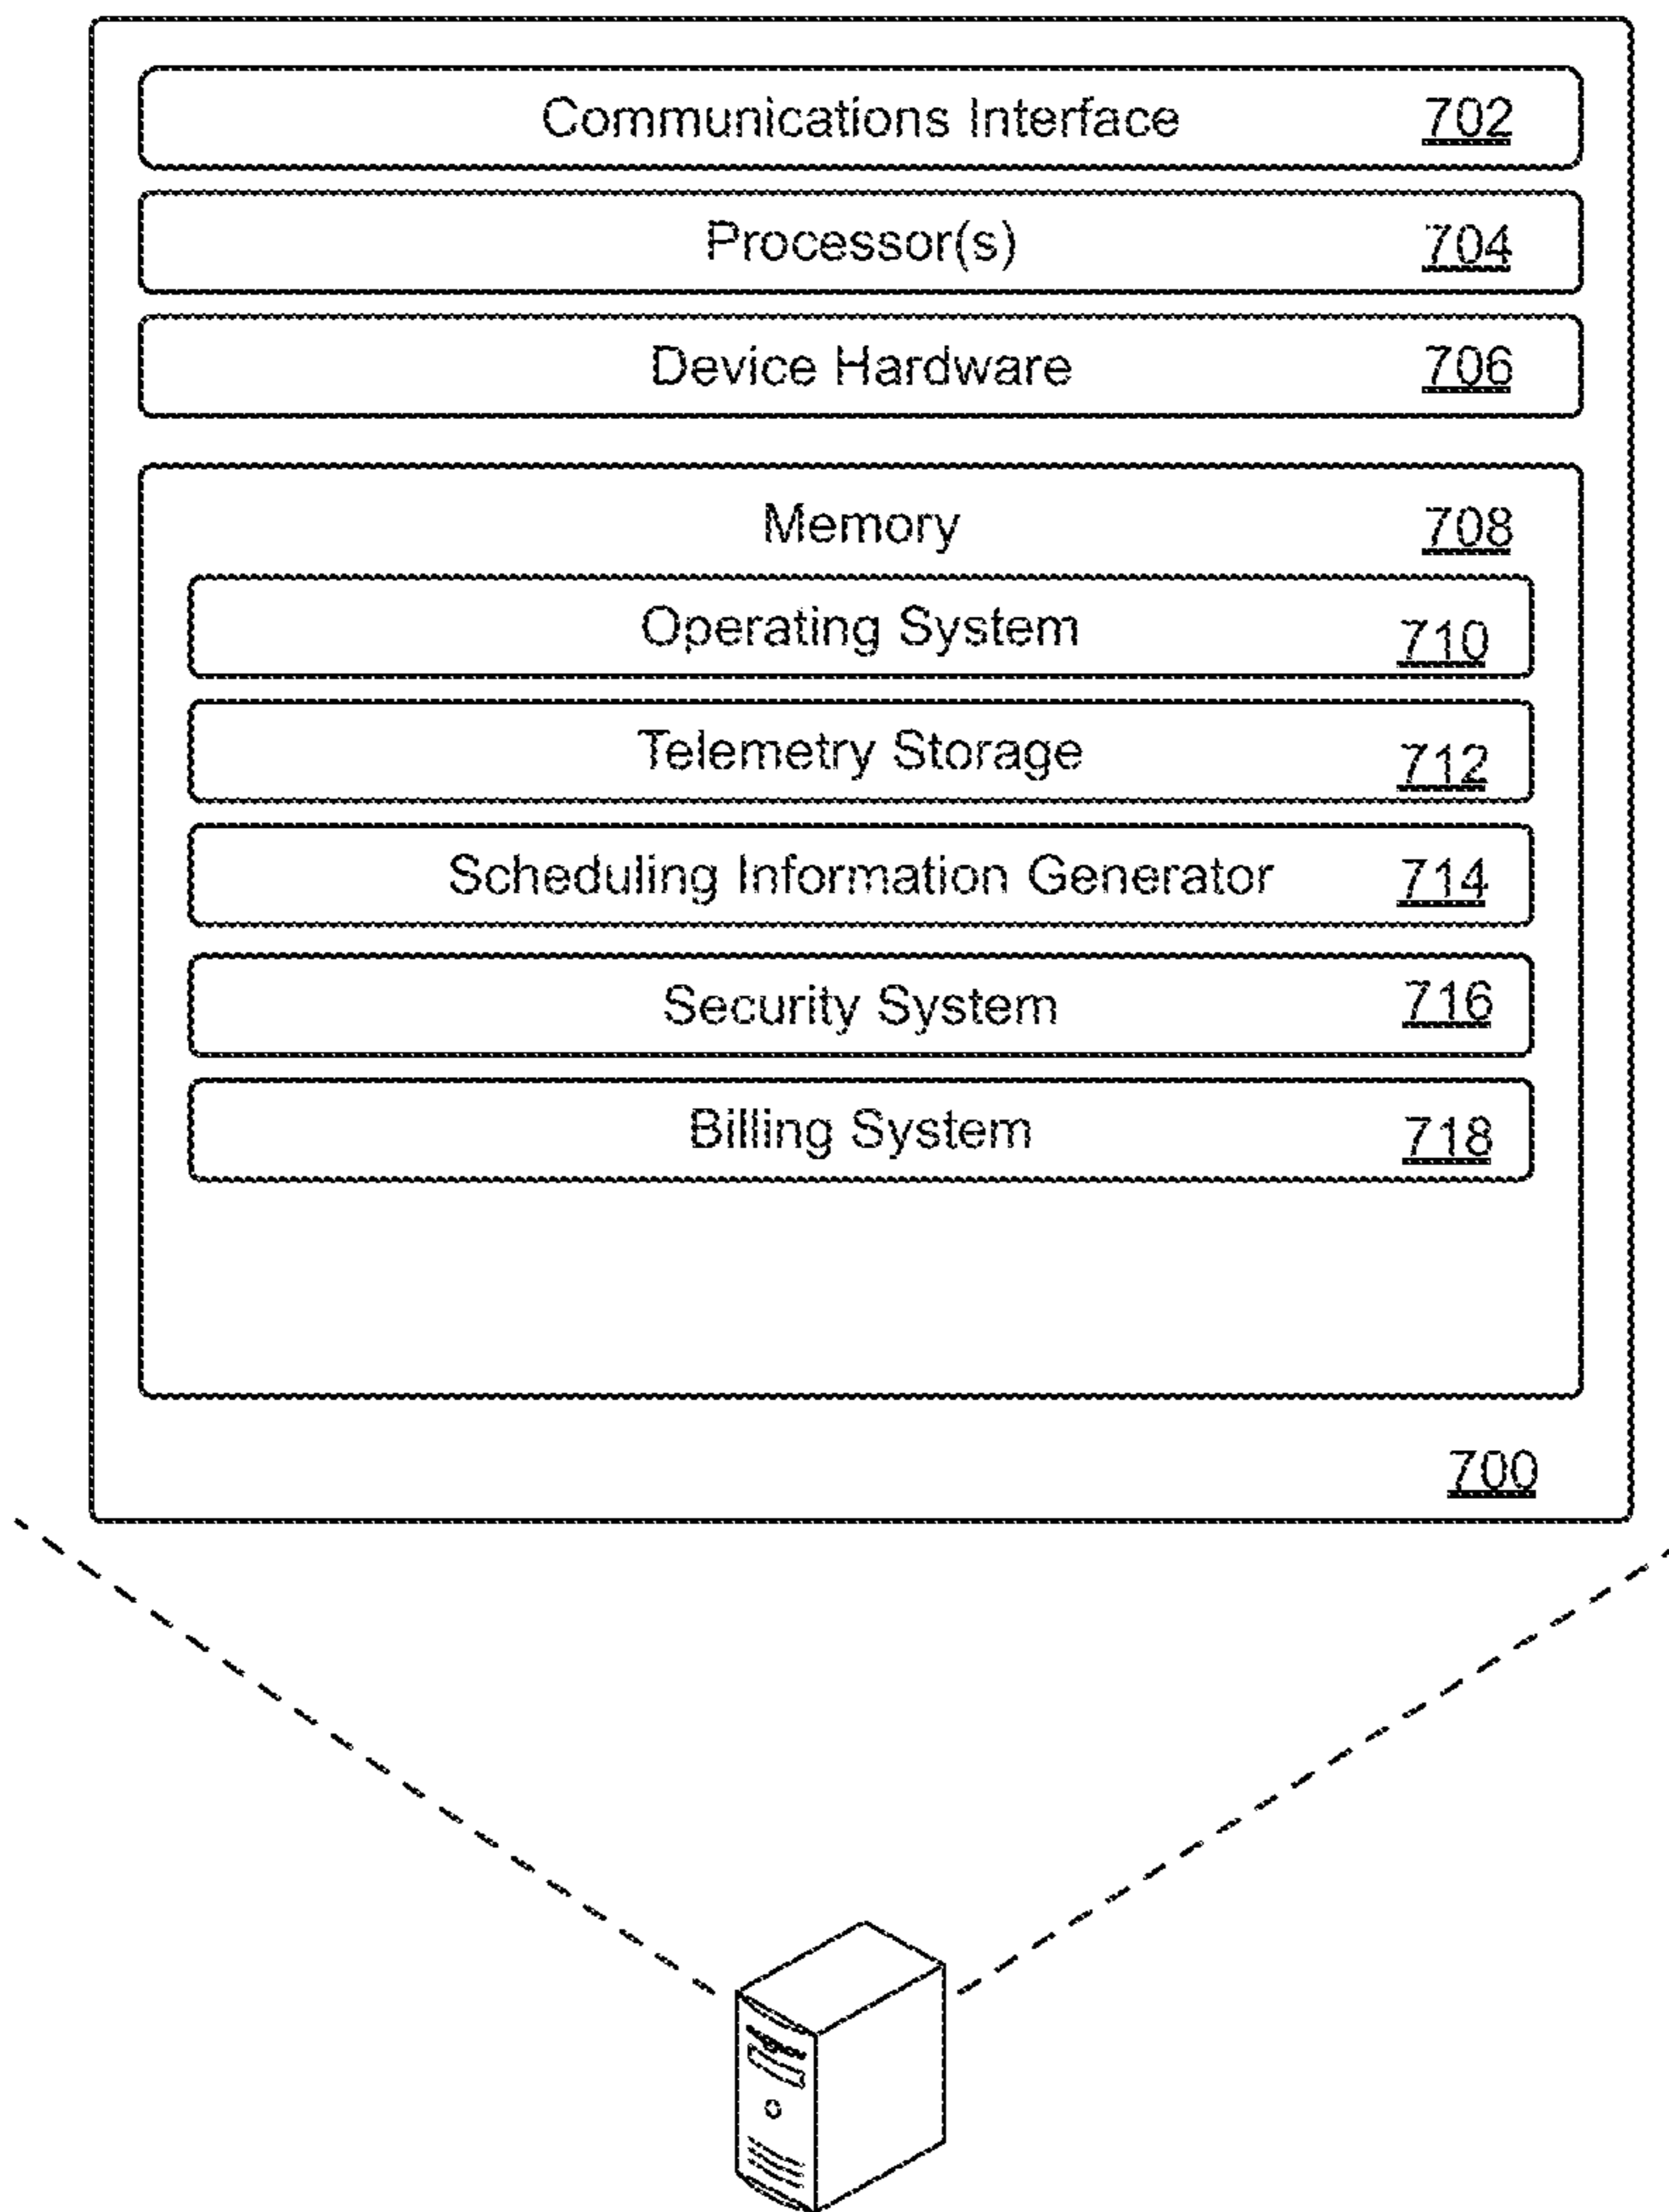 Communications Interface 702
Processor(s) 704
Device Hardware 706
Memory 708
Operating System 710
Telemetry Storage 712
Scheduling Information Generator 714
Security System 716
Billing System 718
700